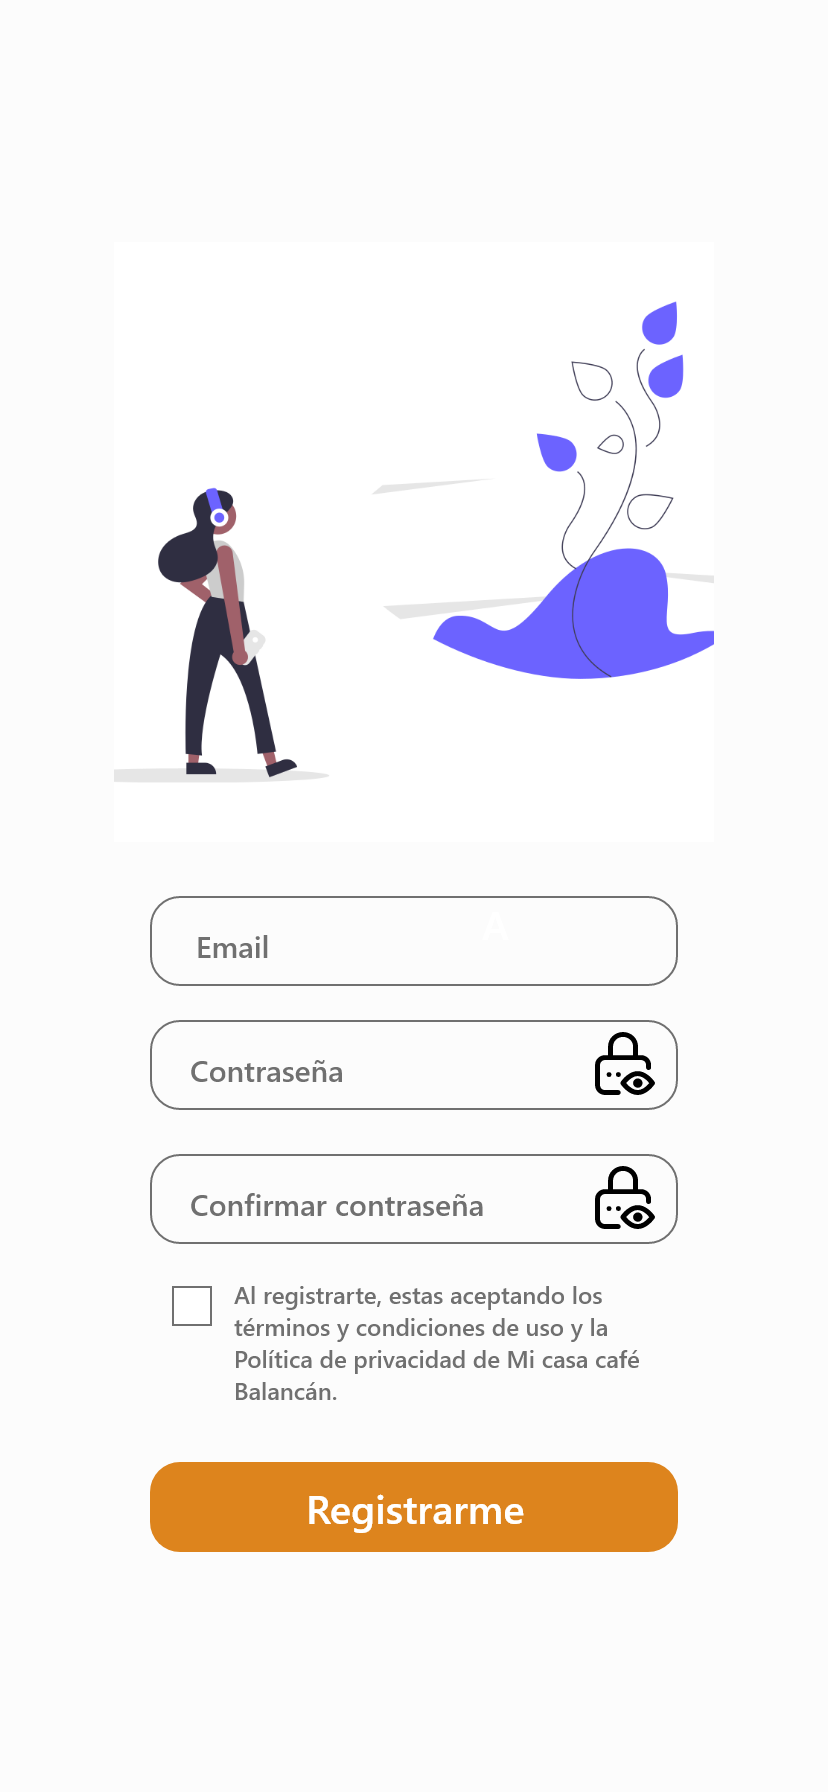 Email
Contraseña
Confirmar contraseña
Al registrarte, estas aceptando los
términos y condiciones de uso y la
Política de privacidad de Mi casa café
Balancán.
Registrarme